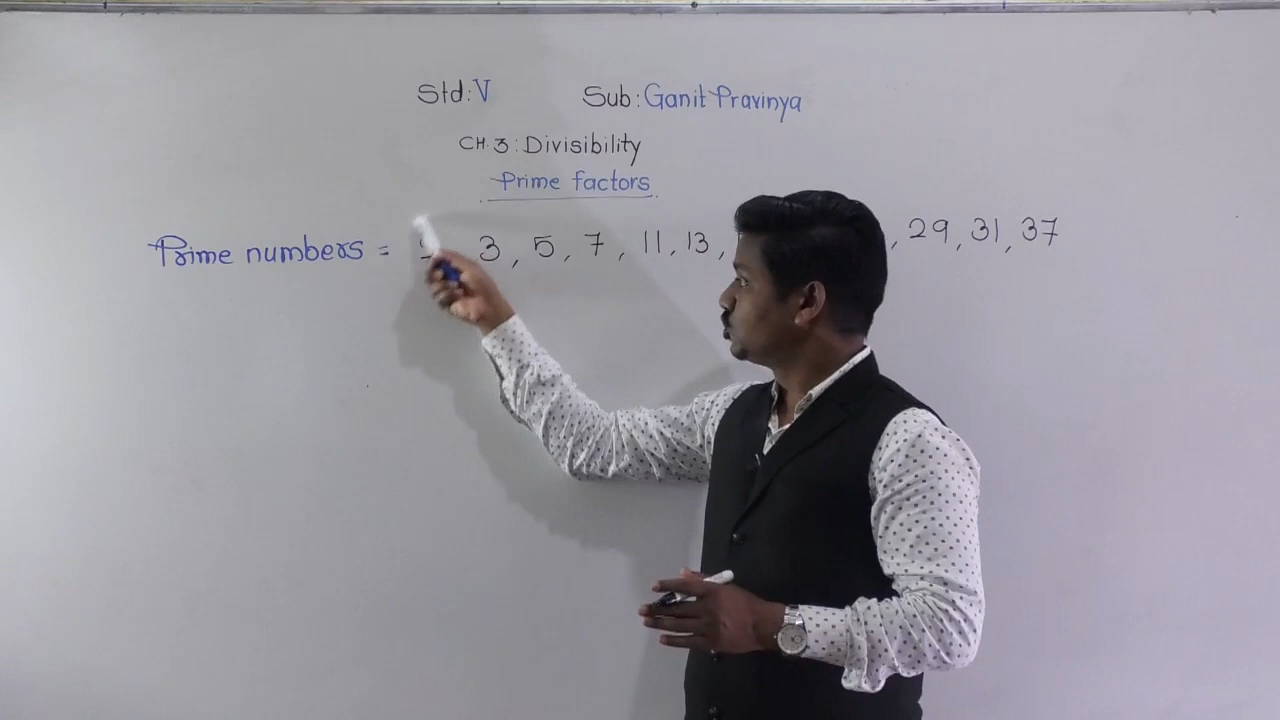 Std: V Sub: Ganit Pravinya
CH. 3: Divisibility
Prime factors
Prime numbers = , 3, 5, 7, 11, 13, , 29, 31, 37